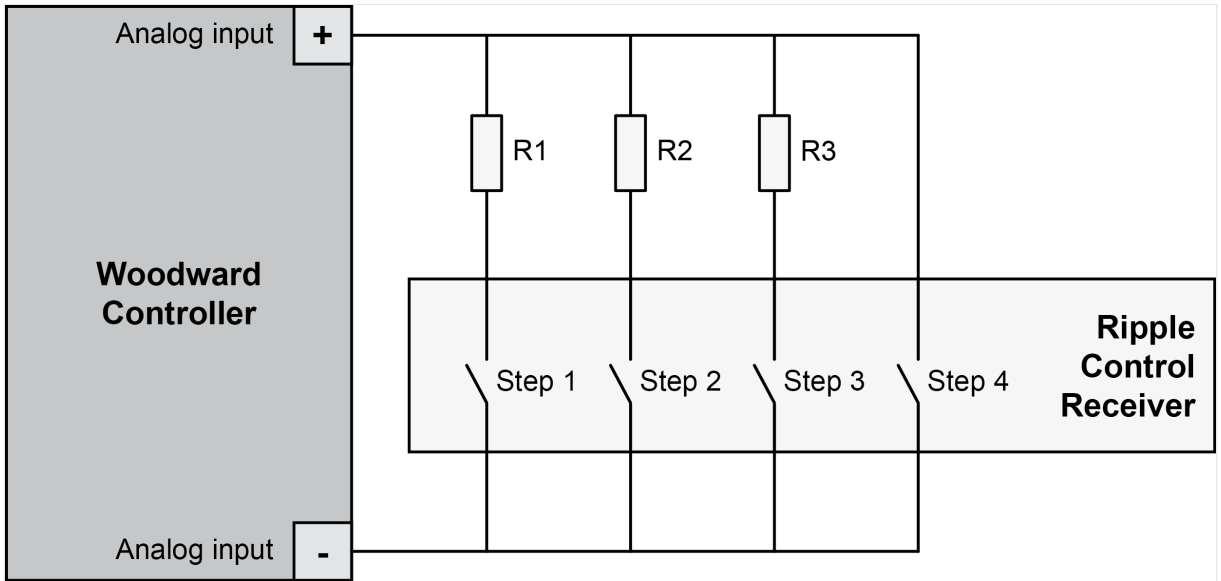 Analog input +
R1
R2
R3
Woodward
Controller
Ripple
Control
Receiver
Step 1
Step 2
Step 3
Step 4
Analog input -